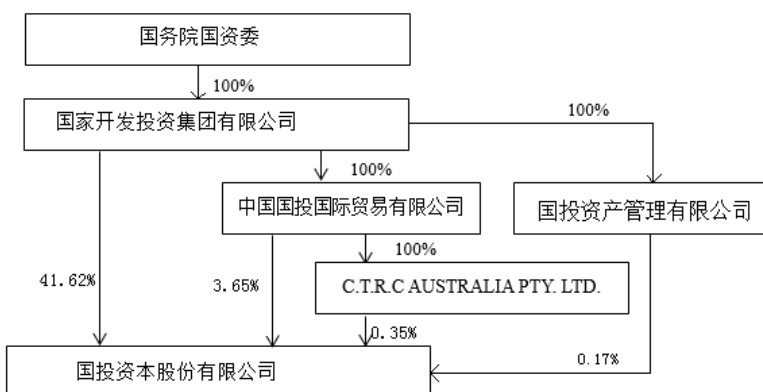 国务院国资委
100%
国家开发投资集团有限公司
100%
100%
中国国投国际贸易有限公司
国投资产管理有限公司
100%
41.62%
3.65%
C.T.R.C AUSTRALIA PTY. LTD.
0.35%
0.17%
国投资本股份有限公司